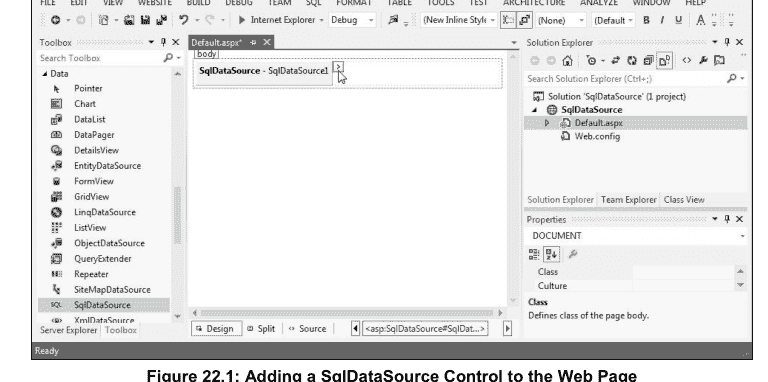 FILE EDIT VIEW WEBSITE BUILD DEBUG TEAM SQL FORMAT TABLE TOOLS TEST ARCHITECTURE ANALYZE WINDOW HELP
Internet Explorer Debug (New Inline Styl (None) (Default B I U A
Toolbox
Search Toolbox
Data
Pointer
Chart
DataList
DataPager
DetailsView
EntityDataSource
FormView
GridView
LinqDataSource
ListView
ObjectDataSource
QueryExtender
Repeater
SiteMapDataSource
SQL SqlDataSource
XmlDataSource
Server Explorer Toolbox
Default.aspx*
body
SqlDataSource - SqlDataSource1
Design Split Source <asp:SqlDataSource#SqlDat...>
Solution Explorer
Search Solution Explorer (Ctrl+;)
Solution 'SqlDataSource' (1 project)
SqlDataSource
Default.aspx
Web.config
Solution Explorer Team Explorer Class View
Properties
DOCUMENT
Class
Culture
Class
Defines class of the page body.
Ready
Figure 22.1: Adding a SqlDataSource Control to the Web Page